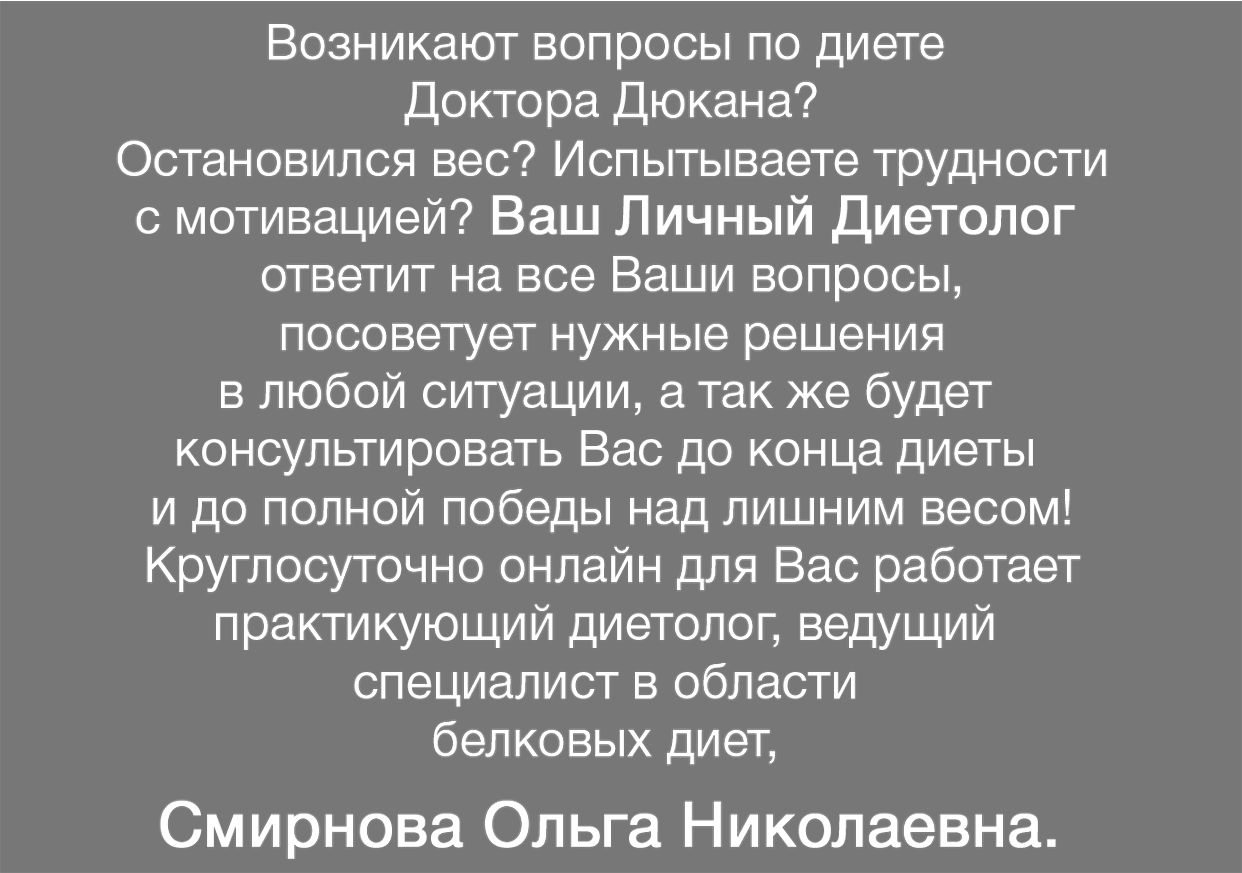 Возникают вопросы по диете
Доктора Дюкана?
Остановился вес? Испытываете трудности
с мотивацией? Ваш Личный Диетолог
ответит на все Ваши вопросы,
посоветует нужные решения
в любой ситуации, а так же будет
консультировать Вас до конца диеты
и до полной победы над лишним весом!
Круглосуточно онлайн для Вас работает
практикующий диетолог, ведущий
специалист в области
белковых диет,
Смирнова Ольга Николаевна.